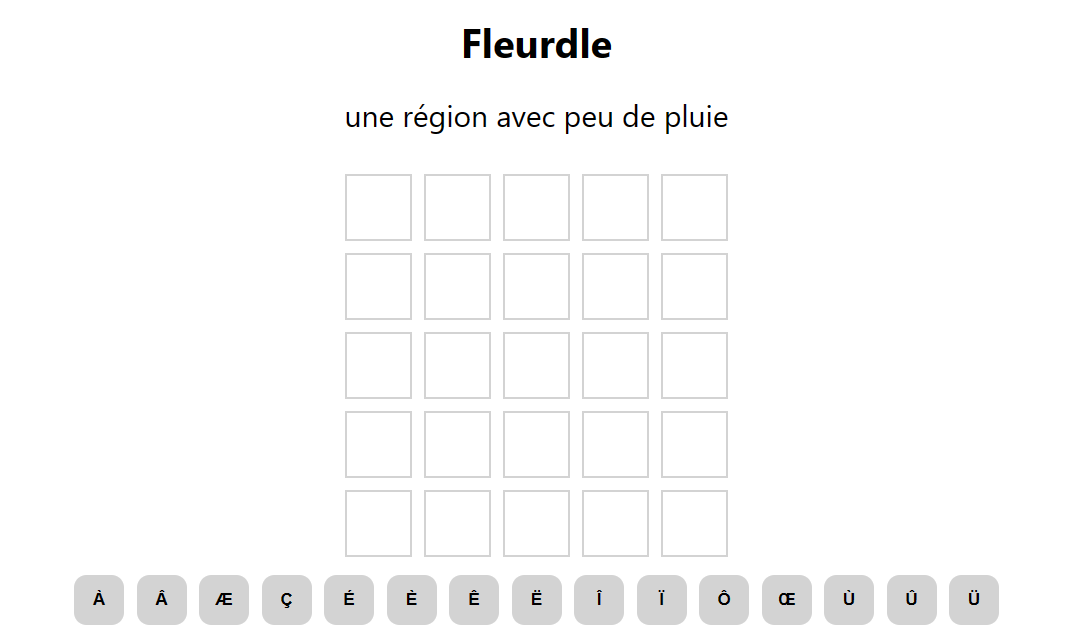 Fleurdle
une région avec peu de pluie
À Â Æ Ç É È Ê Ë Î Ï Ô Œ Ù Û Ü